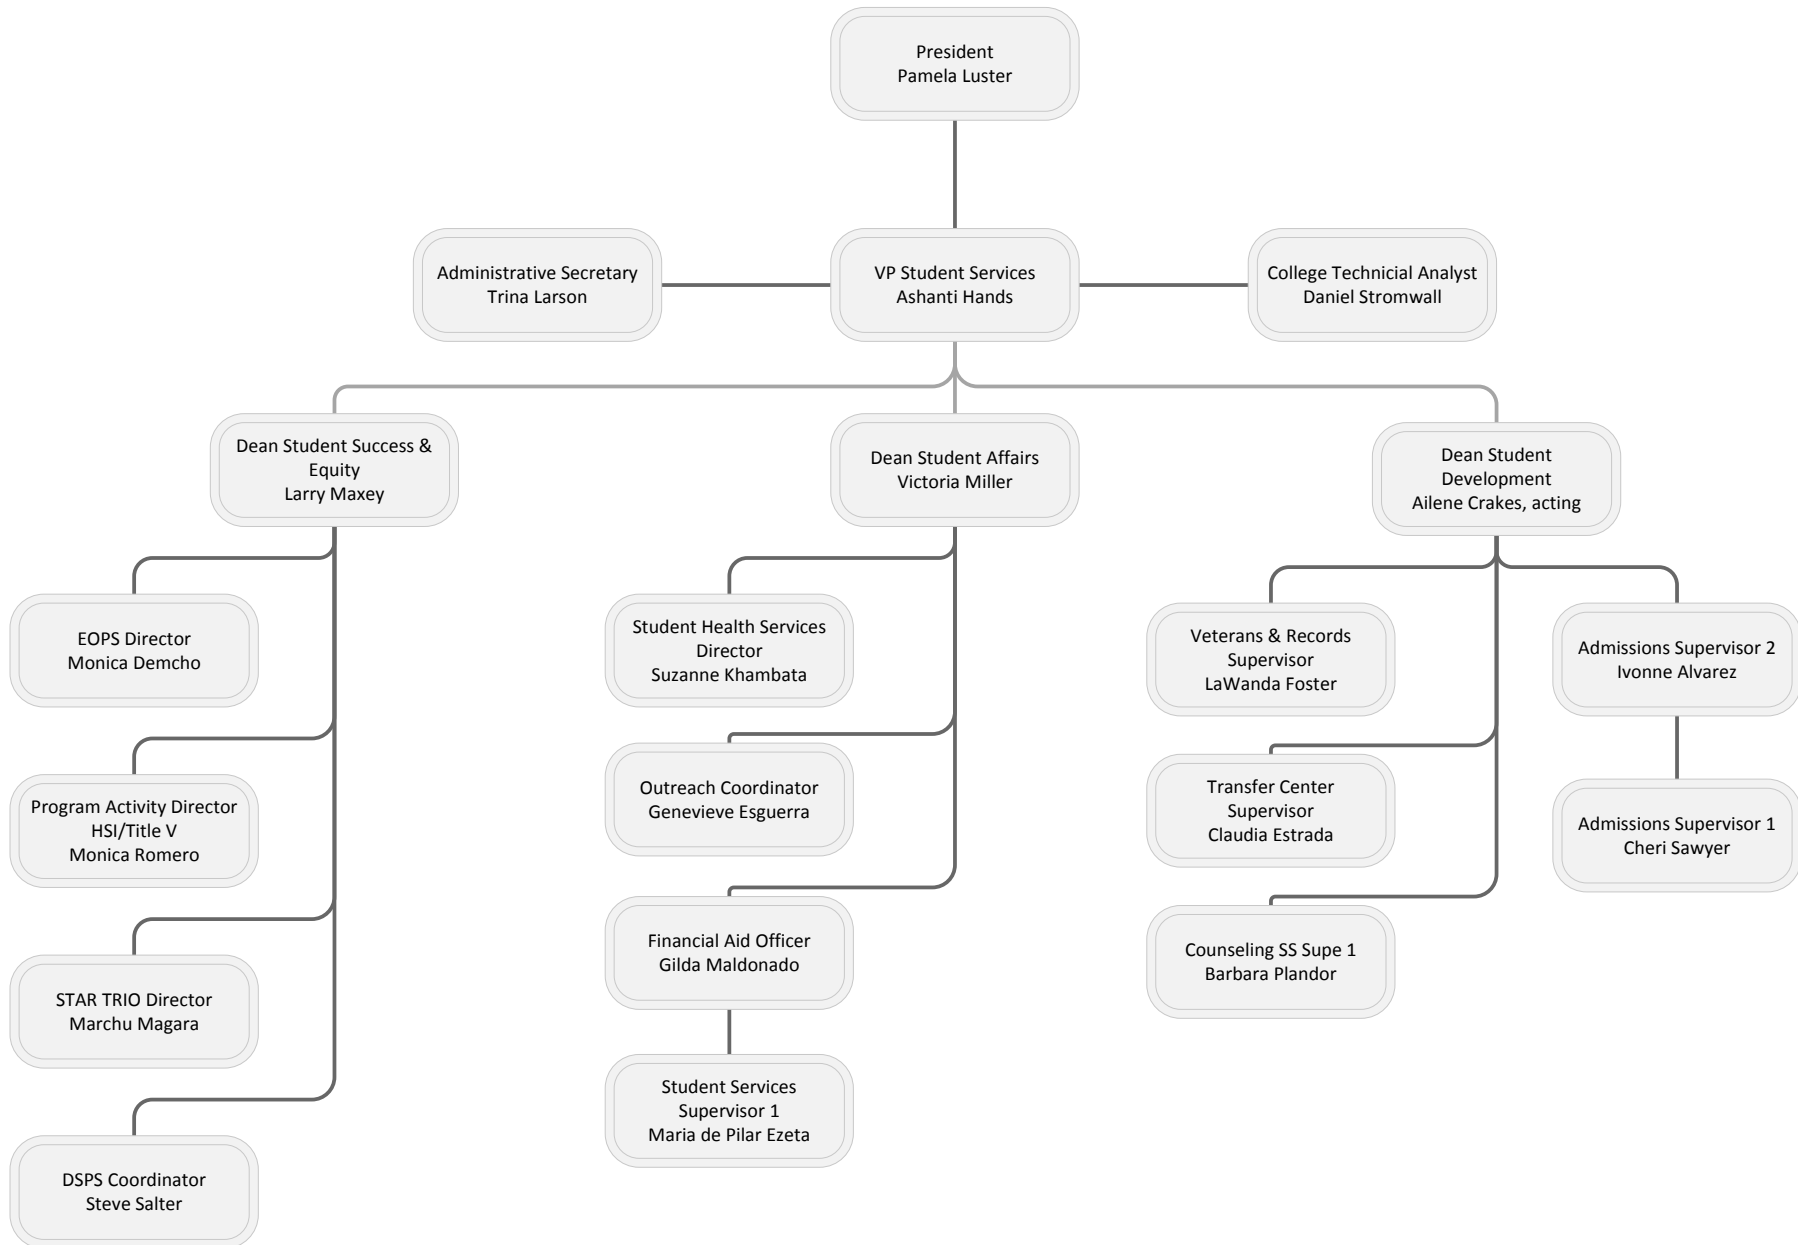 President
Pamela Luster
Administrative Secretary
Trina Larson
VP Student Services
Ashanti Hands
College Technicial Analyst
Daniel Stromwall
Dean Student Success &
Equity
Larry Maxey
Dean Student Affairs
Victoria Miller
Dean Student
Development
Ailene Crakes, acting
EOPS Director
Monica Demcho
Student Health Services
Director
Suzanne Khambata
Veterans & Records
Supervisor
LaWanda Foster
Admissions Supervisor 2
Ivonne Alvarez
Program Activity Director
HSI/Title V
Monica Romero
Outreach Coordinator
Genevieve Esguerra
Transfer Center
Supervisor
Claudia Estrada
Admissions Supervisor 1
Cheri Sawyer
STAR TRIO Director
Marchu Magara
Financial Aid Officer
Gilda Maldonado
Counseling SS Supe 1
Barbara Plandor
Student Services
Supervisor 1
Maria de Pilar Ezeta
DSPS Coordinator
Steve Salter